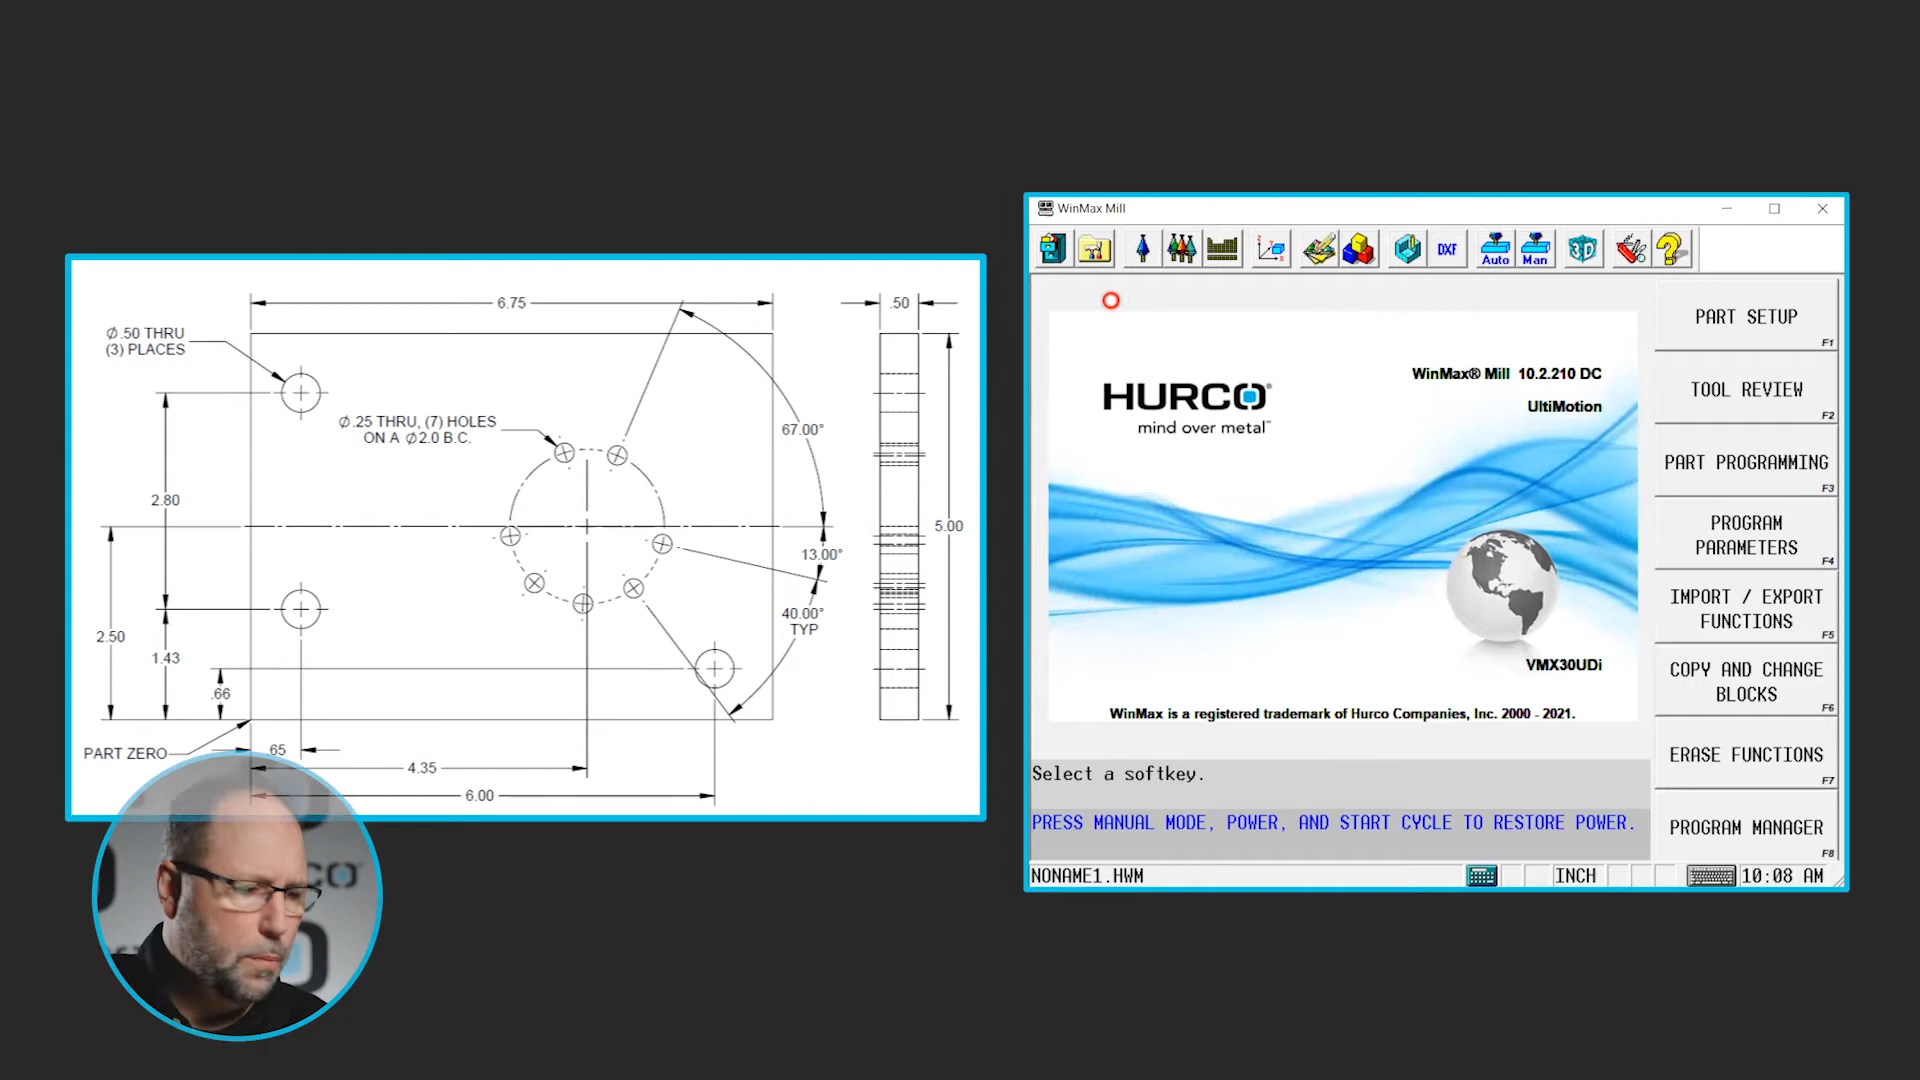 6.75
.50
Ø.50 THRU
(3) PLACES
Ø.25 THRU, (7) HOLES
ON A Ø2.0 B.C.
67.00°
2.80
5.00
13.00°
40.00°
TYP
2.50
1.43
.66
PART ZERO
.65
4.35
6.00
WinMax Mill
DXF
Auto
Man
3D
HURCO®
mind over metal™
WinMax® Mill 10.2.210 DC
UltiMotion
VMX30UDi
WinMax is a registered trademark of Hurco Companies, Inc. 2000 - 2021.
PART SETUP
F1
TOOL REVIEW
F2
PART PROGRAMMING
F3
PROGRAM
PARAMETERS
F4
IMPORT / EXPORT
FUNCTIONS
F5
COPY AND CHANGE
BLOCKS
F6
ERASE FUNCTIONS
F7
PROGRAM MANAGER
F8
Select a softkey.
PRESS MANUAL MODE, POWER, AND START CYCLE TO RESTORE POWER.
NONAME1.HWM
INCH
10:08 AM